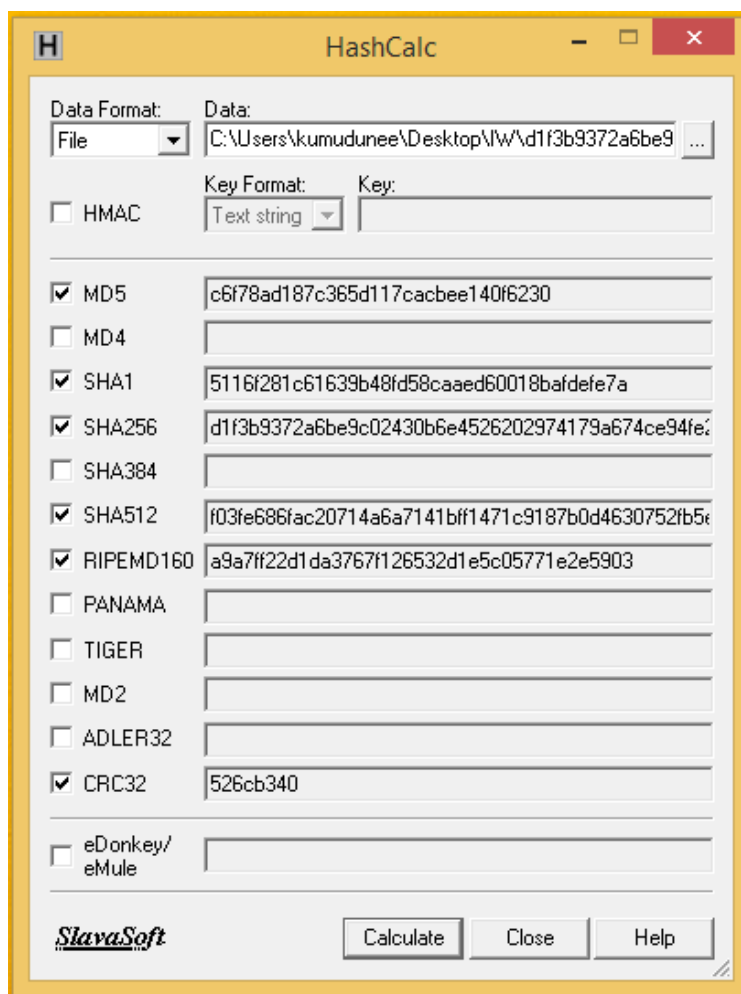 H HashCalc
Data Format: Data:
File C:\Users\kumudunee\Desktop\IW\d1f3b9372a6be9 ...
Key Format: Key:
HMAC Text string
MD5 c6f78ad187c365d117cacbee140f6230
MD4
SHA1 5116f281c61639b48fd58caaed60018bafdefe7a
SHA256 d1f3b9372a6be9c02430b6e4526202974179a674ce94fe2
SHA384
SHA512 f03fe686fac20714a6a7141bff1471c9187b0d4630752fb5e
RIPEMD160 a9a7ff22d1da3767f126532d1e5c05771e2e5903
PANAMA
TIGER
MD2
ADLER32
CRC32 526cb340
eDonkey/
eMule
SlavaSoft Calculate Close Help